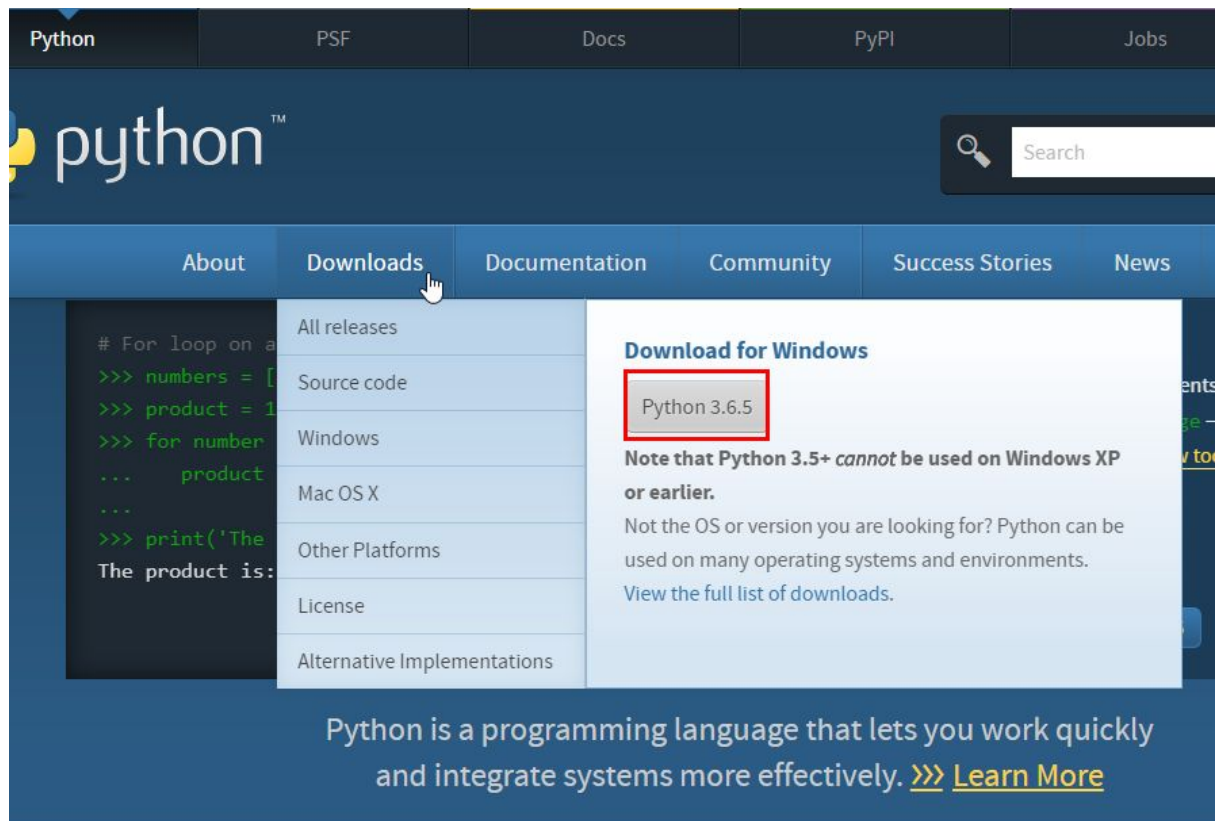 Python
PSF
Docs
PyPI
Jobs
python™
Search
About
Downloads
Documentation
Community
Success Stories
News
# For loop on a
>>> numbers = [
>>> product = 1
>>> for number
... product
...
>>> print('The
The product is:
All releases
Source code
Windows
Mac OS X
Other Platforms
License
Alternative Implementations
Download for Windows
Python 3.6.5
Note that Python 3.5+ cannot be used on Windows XP
or earlier.
Not the OS or version you are looking for? Python can be
used on many operating systems and environments.
View the full list of downloads.
Python is a programming language that lets you work quickly
and integrate systems more effectively. >>> Learn More